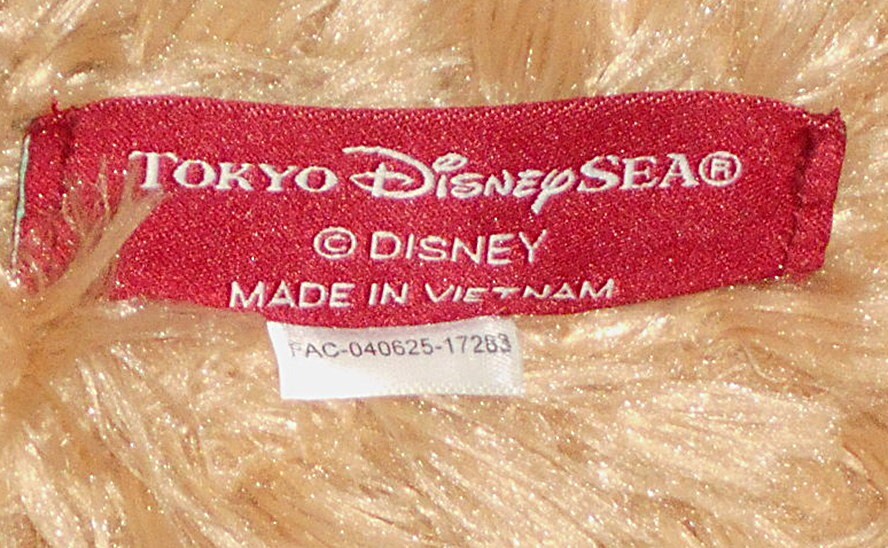 TOKYO DISNEYSEA®
© DISNEY
MADE IN VIETNAM
FAC-040625-17283